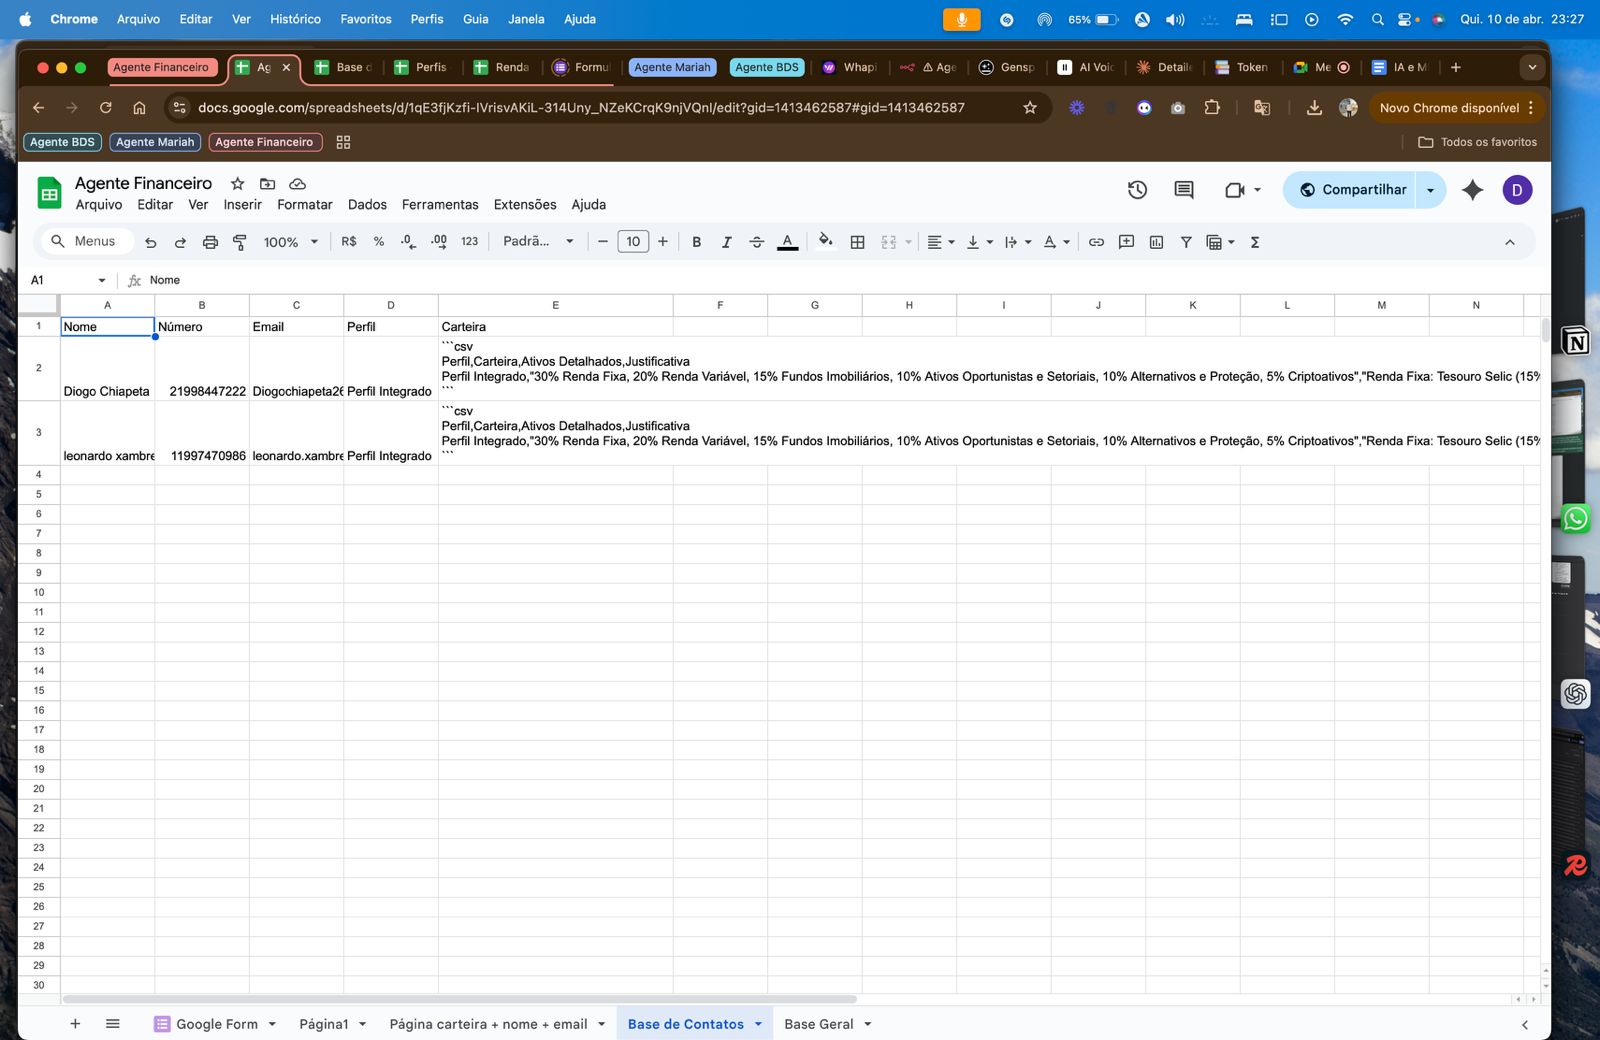 Chrome Arquivo Editar Ver Histórico Favoritos Perfis Guia Janela Ajuda 65% Qui. 10 de abr. 23:27
Agente Financeiro Ag Base d Perfis Renda Formul Agente Mariah Agente BDS Whapi Age Gensp AI Voic Detaile Token Me IA e M
docs.google.com/spreadsheets/d/1qE3fjKzfi-IVrisvAKiL-314Uny_NZeKCrqK9njVQnI/edit?gid=1413462587#gid=1413462587 Novo Chrome disponível
Agente BDS Agente Mariah Agente Financeiro Todos os favoritos
Agente Financeiro
Arquivo Editar Ver Inserir Formatar Dados Ferramentas Extensões Ajuda
Compartilhar D
Menus 100% R$ % .0 .00 123 Padrã... 10 B I A Σ
A1 fx Nome
A B C D E F G H I J K L M N
1 Nome Número Email Perfil Carteira
```csv
Perfil,Carteira,Ativos Detalhados,Justificativa
Perfil Integrado,"30% Renda Fixa, 20% Renda Variável, 15% Fundos Imobiliários, 10% Ativos Oportunistas e Setoriais, 10% Alternativos e Proteção, 5% Criptoativos","Renda Fixa: Tesouro Selic (15%
2 Diogo Chiapeta 21998447222 Diogochiapeta26 Perfil Integrado ```
```csv
Perfil,Carteira,Ativos Detalhados,Justificativa
Perfil Integrado,"30% Renda Fixa, 20% Renda Variável, 15% Fundos Imobiliários, 10% Ativos Oportunistas e Setoriais, 10% Alternativos e Proteção, 5% Criptoativos","Renda Fixa: Tesouro Selic (15%
3 leonardo xambre 11997470986 leonardo.xambre Perfil Integrado ```
4
5
6
7
8
9
10
11
12
13
14
15
16
17
18
19
20
21
22
23
24
25
26
27
28
29
30
Google Form Página1 Página carteira + nome + email Base de Contatos Base Geral